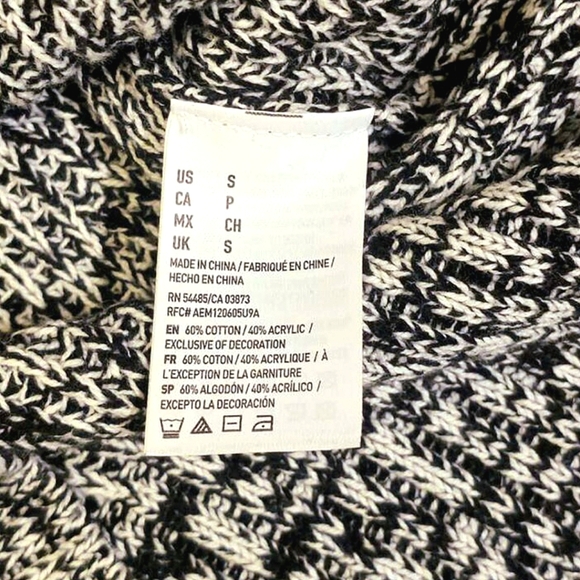 US S
CA P
MX CH
UK S
MADE IN CHINA / FABRIQUÉ EN CHINE /
HECHO EN CHINA
RN 54485/CA 03873
RFC# AEM120605U9A
EN 60% COTTON / 40% ACRYLIC /
EXCLUSIVE OF DECORATION
FR 60% COTON / 40% ACRYLIQUE / À
L'EXCEPTION DE LA GARNITURE
SP 60% ALGODÓN / 40% ACRÍLICO /
EXCEPTO LA DECORACIÓN